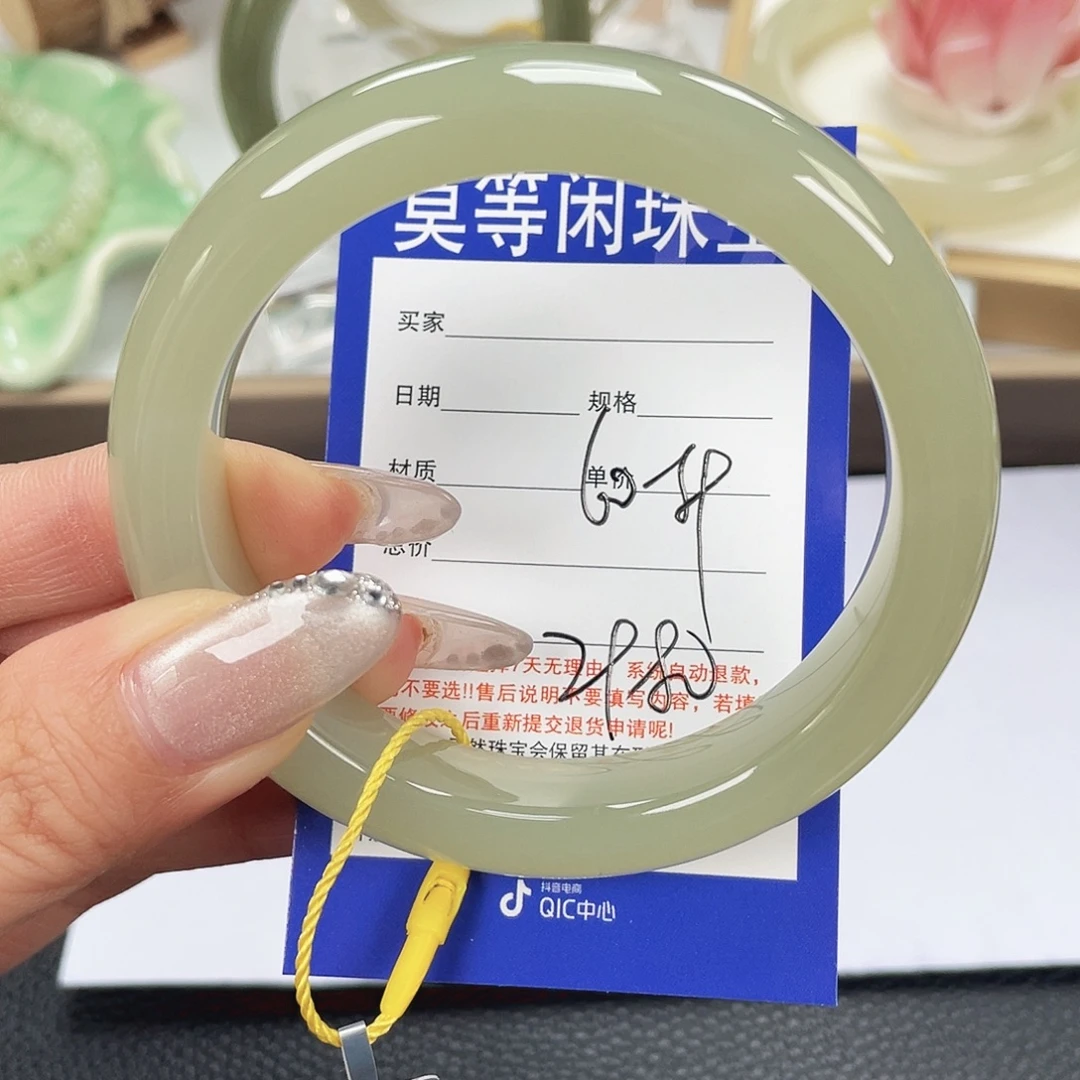 莫等闲珠宝
买家
日期 规格
材质 单价
总价
2980
7天无理由 系统自动退款，
不要选!!售后说明不要填写内容，若填
后重新提交退货申请呢!
然珠宝会保留其
抖音电商
QIC中心